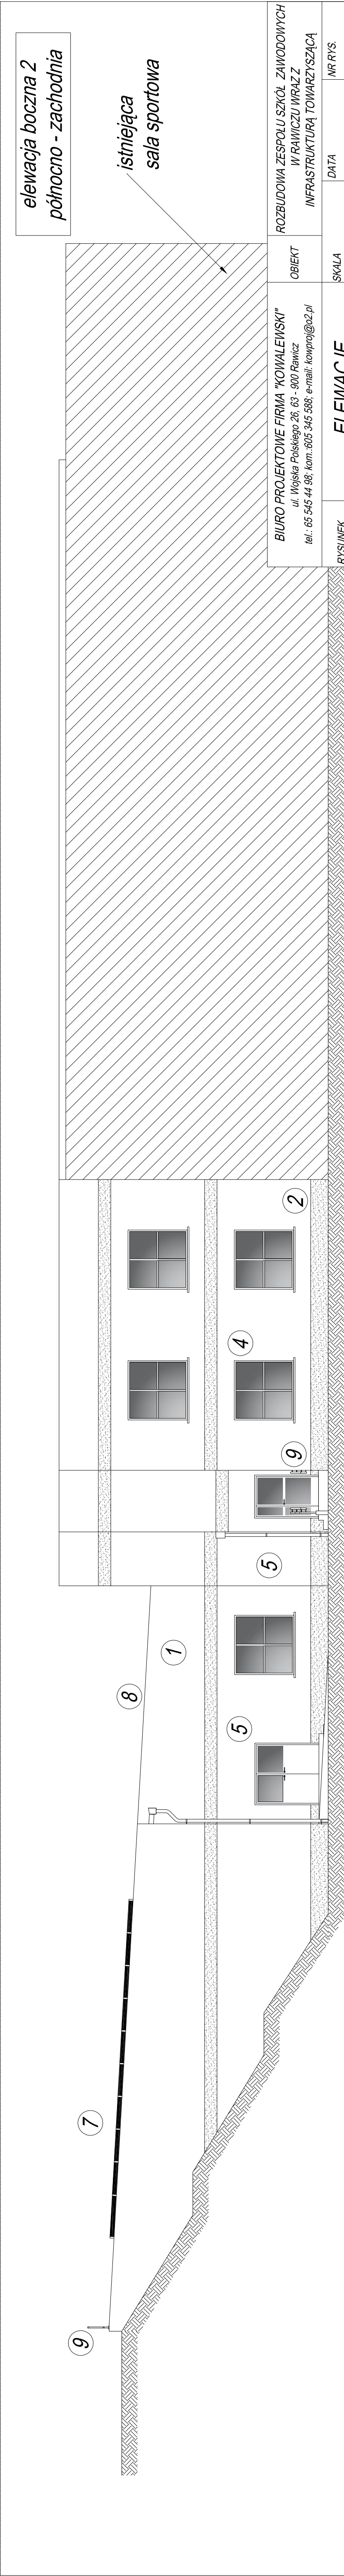 elewacja boczna 2
północno - zachodnia
istniejąca
sala sportowa
9
7
8
1
5
5
9
4
2
BIURO PROJEKTOWE FIRMA "KOWALEWSKI"
ul. Wojska Polskiego 26, 63 - 900 Rawicz
tel.: 65 545 44 98; kom.:605 345 588; e-mail: kowproj@o2.pl
OBIEKT
ROZBUDOWA ZESPOŁU SZKÓŁ ZAWODOWYCH
W RAWICZU WRAZ Z
INFRASTRUKTURĄ TOWARZYSZĄCĄ
RYSUNEK
ELEWACJE
SKALA
DATA
NR RYS.